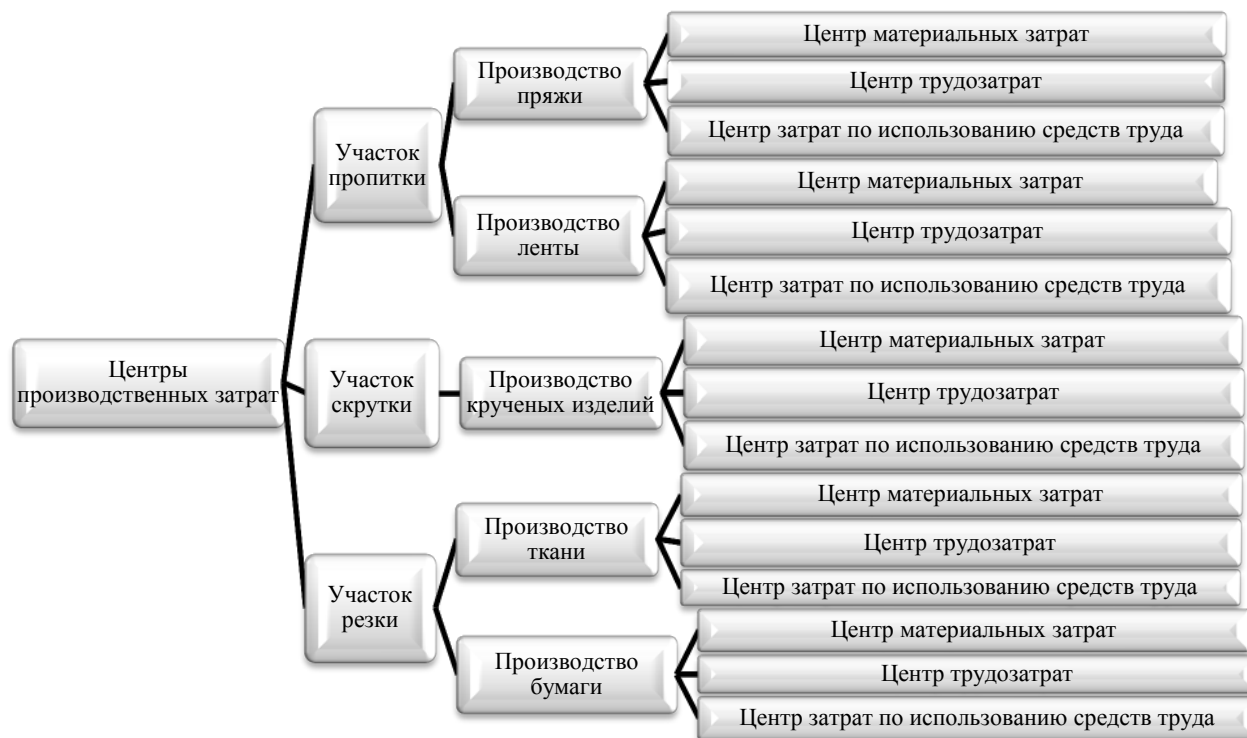 Центры
производственных затрат
Участок
пропитки
Производство
пряжи
Центр материальных затрат
Центр трудозатрат
Центр затрат по использованию средств труда
Производство
ленты
Центр материальных затрат
Центр трудозатрат
Центр затрат по использованию средств труда
Участок
скрутки
Производство
крученых изделий
Центр материальных затрат
Центр трудозатрат
Центр затрат по использованию средств труда
Участок
резки
Производство
ткани
Центр материальных затрат
Центр трудозатрат
Центр затрат по использованию средств труда
Производство
бумаги
Центр материальных затрат
Центр трудозатрат
Центр затрат по использованию средств труда